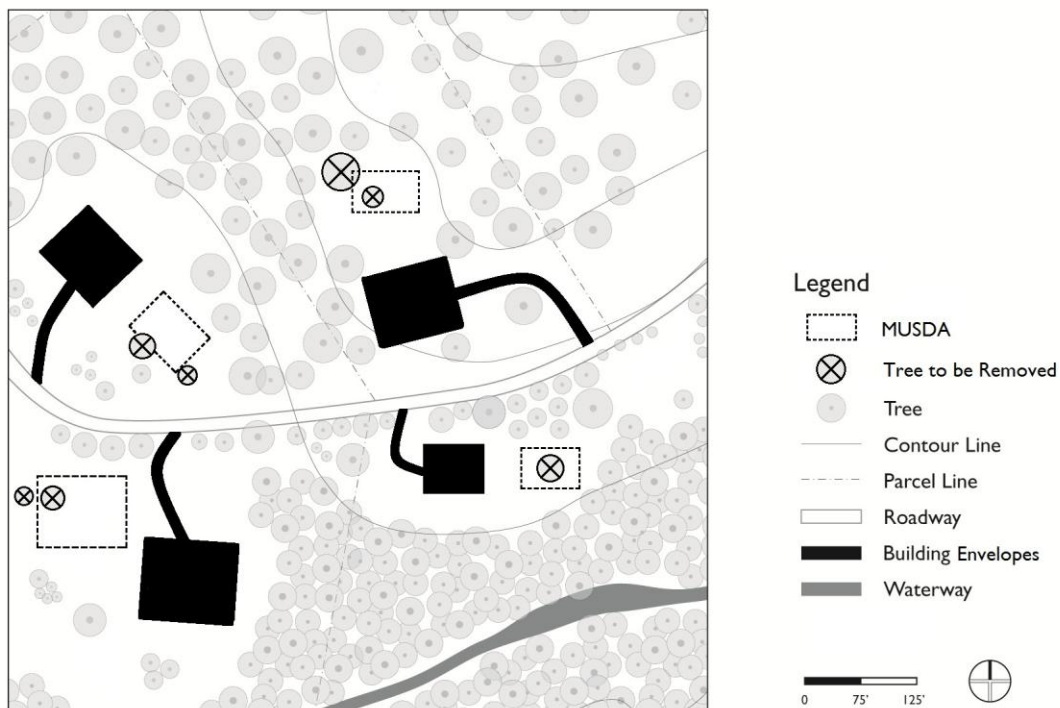 Legend
MUSDA
Tree to be Removed
Tree
Contour Line
Parcel Line
Roadway
Building Envelopes
Waterway
0 75' 125'